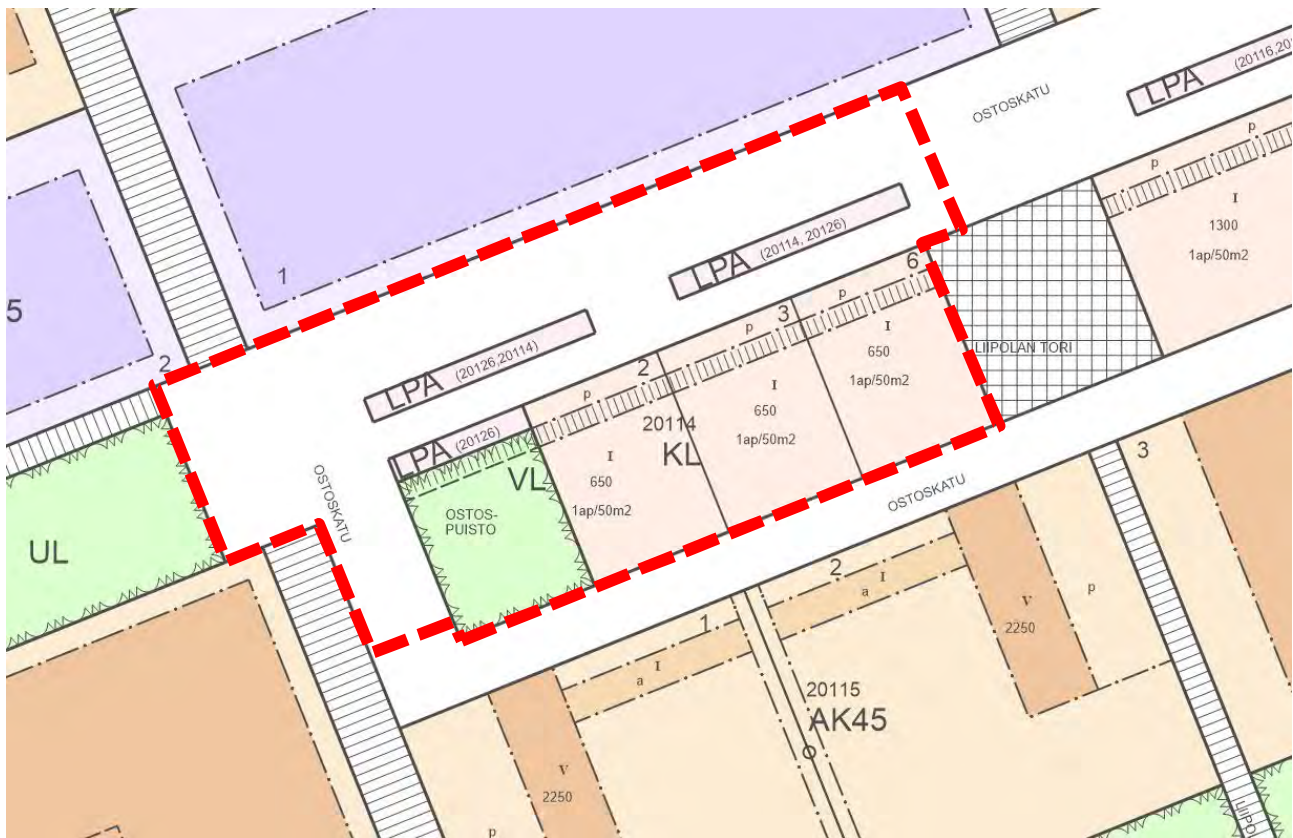 LPA (20116,201
OSTOSKATU
p
p
I
1300
1ap/50m2
1
LPA (20114, 20126)
6
p
5
I
650
1ap/50m2
LIIPOLAN TORI
3
p
2
LPA (20126,20114)
p
2
20114
KL
I
650
1ap/50m2
LPA (20126)
VL
I
650
1ap/50m2
OSTOS-
PUISTO
OSTOSKATU
OSTOSKATU
UL
3
2
I
a
V
2250
p
1
I
a
20115
AK45
V
2250
p
p
LIIPO